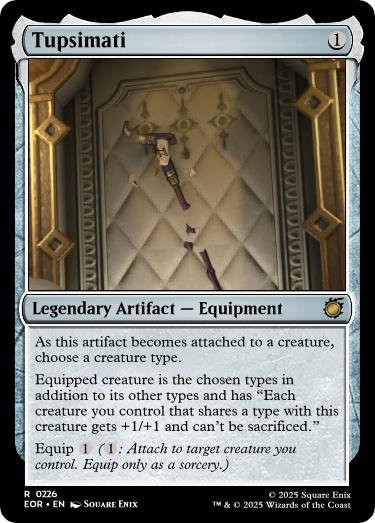 Tupsimati 1
Legendary Artifact — Equipment
As this artifact becomes attached to a creature,
choose a creature type.
Equipped creature is the chosen types in
addition to its other types and has “Each
creature you control that shares a type with this
creature gets +1/+1 and can’t be sacrificed.”
Equip 1 (1: Attach to target creature you
control. Equip only as a sorcery.)
R 0226
EOR • EN Square Enix
© 2025 Square Enix
™ & © 2025 Wizards of the Coast